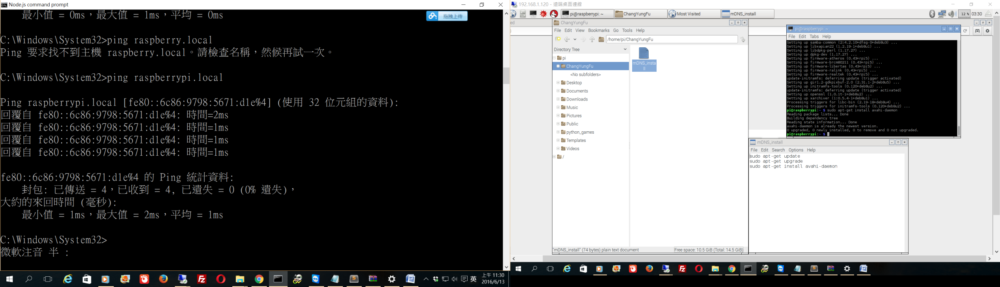 Node.js command prompt
最小值 = 0ms，最大值 = 1ms，平均 = 0ms
拖拽上传
C:\Windows\System32>ping raspberry.local
Ping 要求找不到主機 raspberry.local。請檢查名稱，然候再試一次。
C:\Windows\System32>ping raspberrypi.local
Ping raspberrypi.local [fe80::6c86:9798:5671:d1e%4] (使用 32 位元組的資料):
回覆自 fe80::6c86:9798:5671:d1e%4: 時間=2ms
回覆自 fe80::6c86:9798:5671:d1e%4: 時間=1ms
回覆自 fe80::6c86:9798:5671:d1e%4: 時間=1ms
回覆自 fe80::6c86:9798:5671:d1e%4: 時間=1ms
fe80::6c86:9798:5671:d1e%4 的 Ping 統計資料:
封包: 已傳送 = 4，已收到 = 4, 已遺失 = 0 (0% 遺失)，
大約的來回時間 (毫秒):
最小值 = 1ms，最大值 = 2ms，平均 = 1ms
C:\Windows\System32>
微軟注音 半 :
英
上午 11:30
2016/6/13
192.168.1.120 - 遠端桌面連線
pi@raspberrypi: ~
ChangYungFu
Most Visited
mDNS_install
12 %
03:30
ed
ChangYungFu
File Edit View Bookmarks Go Tools Help
/home/pi/ChangYungFu
Directory Tree
pi
ChangYungFu
<No subfolders>
Desktop
Documents
Downloads
Music
Pictures
Public
python_games
Templates
Videos
/
mDNS_insta
ll
"mDNS_install" (74 bytes) plain text document
Free space: 10.5 GiB (Total: 14.5 GiB)
pi@raspberrypi: ~
File Edit Tabs Help
Setting up samba-common (2:4.2.10+dfsg-0+deb8u3) ...
Setting up libxapian22 (1.2.19-1+deb8u1) ...
Setting up libdpkg-perl (1.17.27) ...
Setting up dpkg-dev (1.17.27) ...
Setting up firmware-atheros (0.43+rpi5) ...
Setting up firmware-brcm80211 (0.43+rpi5) ...
Setting up firmware-libertas (0.43+rpi5) ...
Setting up firmware-ralink (0.43+rpi5) ...
Setting up firmware-realtek (0.43+rpi5) ...
update-initramfs: deferring update (trigger activated)
Setting up gir1.2-gdkpixbuf-2.0 (2.31.1-2+deb8u5) ...
Setting up initramfs-tools (0.120+deb8u2) ...
update-initramfs: deferring update (trigger activated)
Setting up openssl (1.0.1t-1+deb8u2) ...
Setting up xarchiver (1:0.5.4-1+deb8u1) ...
Processing triggers for libc-bin (2.19-18+deb8u4) ...
Processing triggers for initramfs-tools (0.120+deb8u2) ...
pi@raspberrypi:~ $ sudo apt-get install avahi-daemon
Reading package lists... Done
Building dependency tree
Reading state information... Done
avahi-daemon is already the newest version.
0 upgraded, 0 newly installed, 0 to remove and 0 not upgraded.
pi@raspberrypi:~ $
mDNS_install
File Edit Search Options Help
sudo apt-get update
sudo apt-get upgrade
sudo apt-get install avahi-daemon